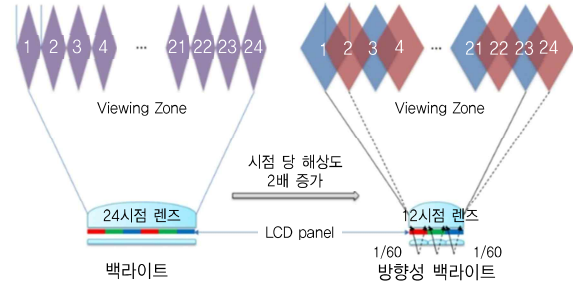 1 2 3 4 ... 21 22 23 24
Viewing Zone
24시점 렌즈
백라이트
시점 당 해상도
2배 증가
LCD panel
1 2 3 4 ... 21 22 23 24
Viewing Zone
12시점 렌즈
1/60 1/60
방향성 백라이트